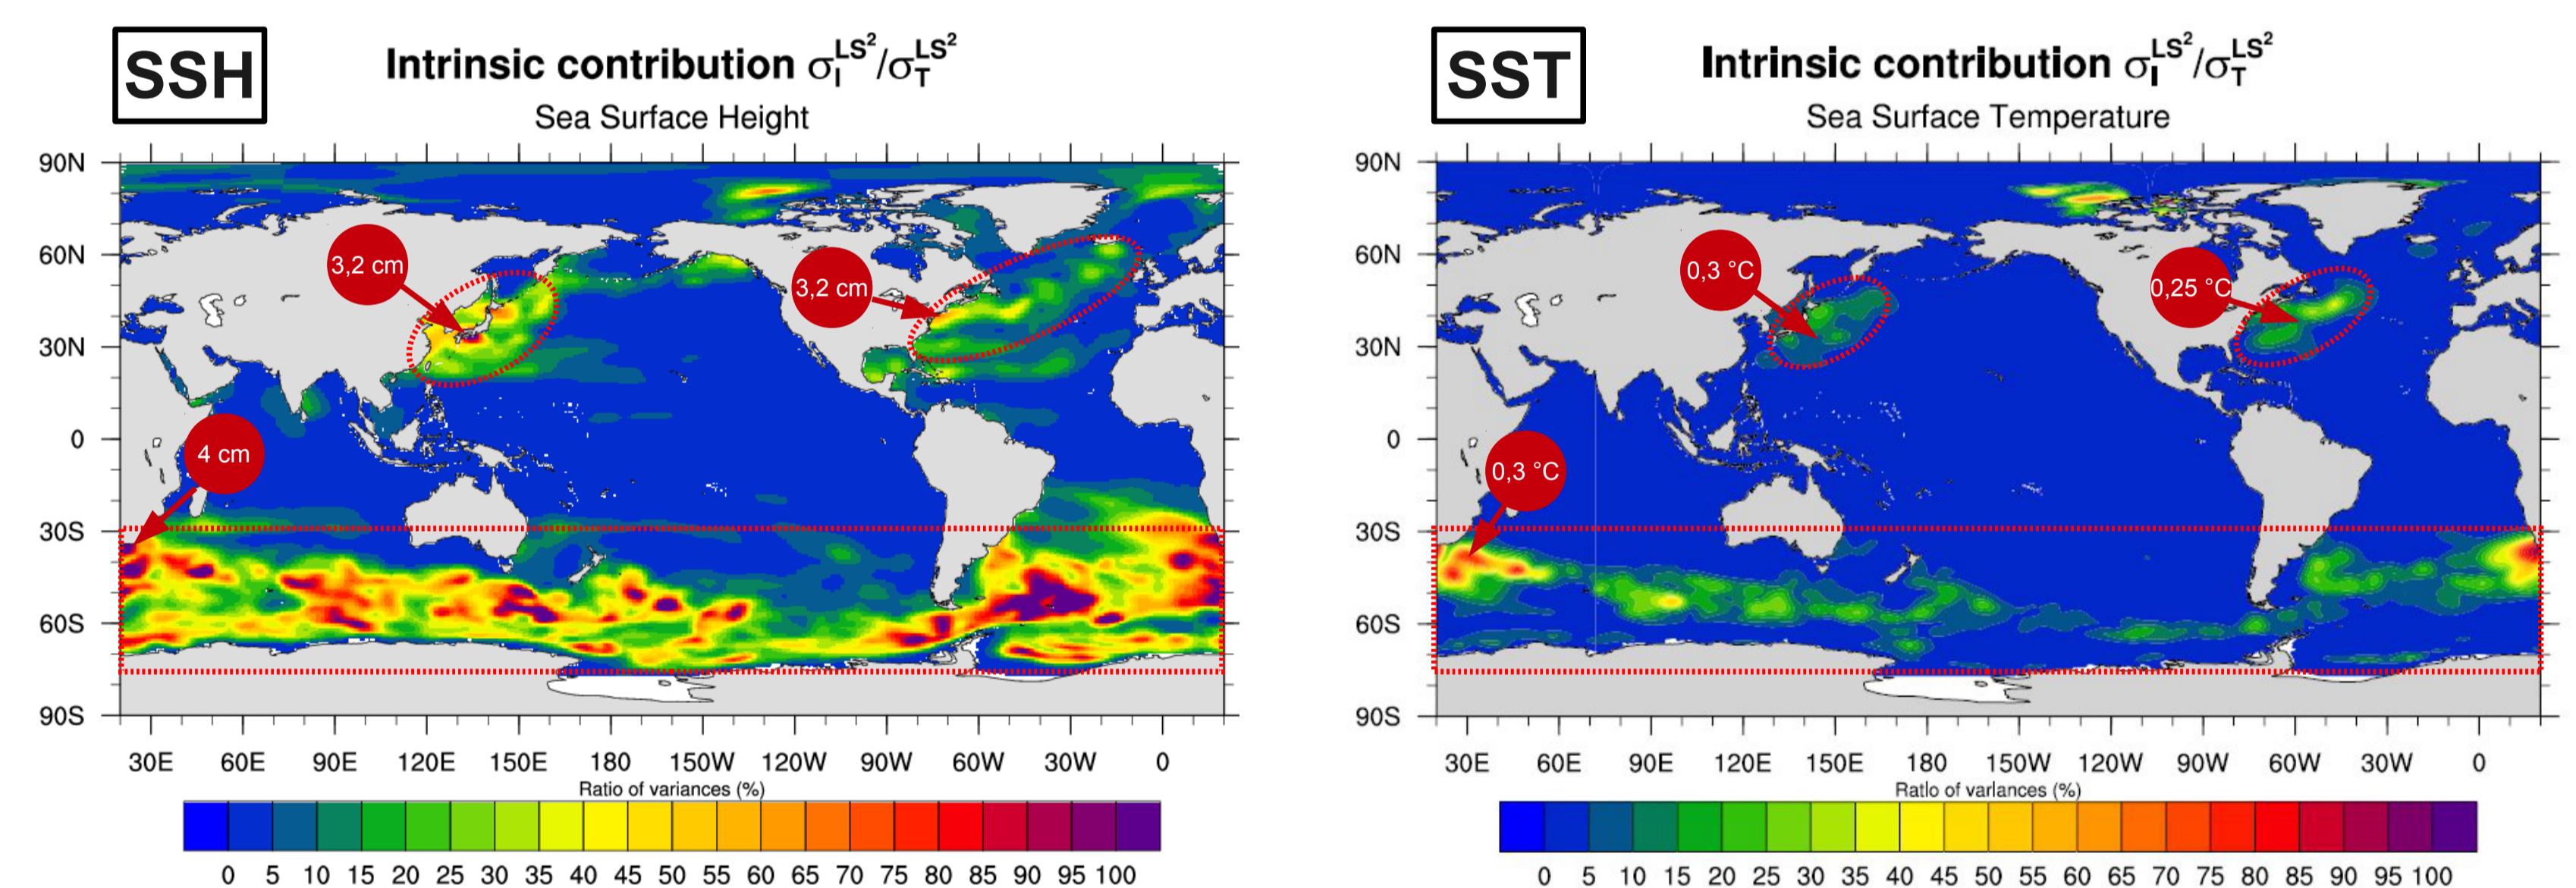 SSH
Intrinsic contribution σ_I^LS²/σ_T^LS²
Sea Surface Height
90N
60N
30N
0
30S
60S
90S
3,2 cm
3,2 cm
4 cm
30E 60E 90E 120E 150E 180 150W 120W 90W 60W 30W 0
Ratio of variances (%)
0 5 10 15 20 25 30 35 40 45 50 55 60 65 70 75 80 85 90 95 100
SST
Intrinsic contribution σ_I^LS²/σ_T^LS²
Sea Surface Temperature
90N
60N
30N
0
30S
60S
90S
0,3 °C
0,25 °C
0,3 °C
30E 60E 90E 120E 150E 180 150W 120W 90W 60W 30W 0
Ratio of variances (%)
0 5 10 15 20 25 30 35 40 45 50 55 60 65 70 75 80 85 90 95 100